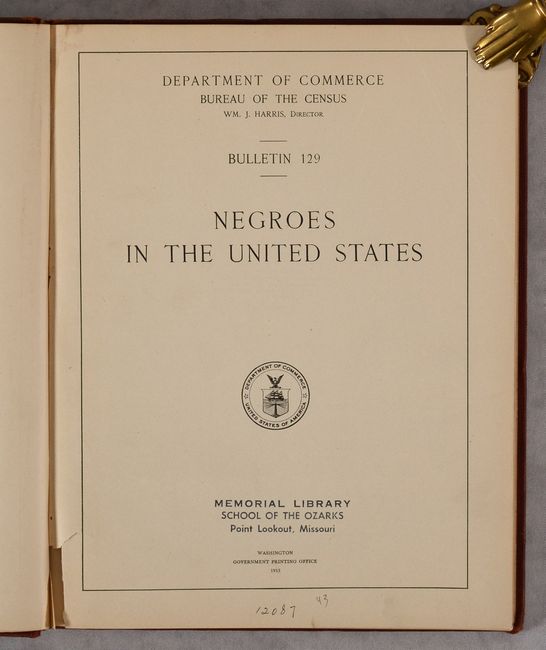 DEPARTMENT OF COMMERCE
BUREAU OF THE CENSUS
WM. J. HARRIS, DIRECTOR
BULLETIN 129
NEGROES
IN THE UNITED STATES
DEPARTMENT OF COMMERCE
UNITED STATES OF AMERICA
MEMORIAL LIBRARY
SCHOOL OF THE OZARKS
Point Lookout, Missouri
WASHINGTON
GOVERNMENT PRINTING OFFICE
12087